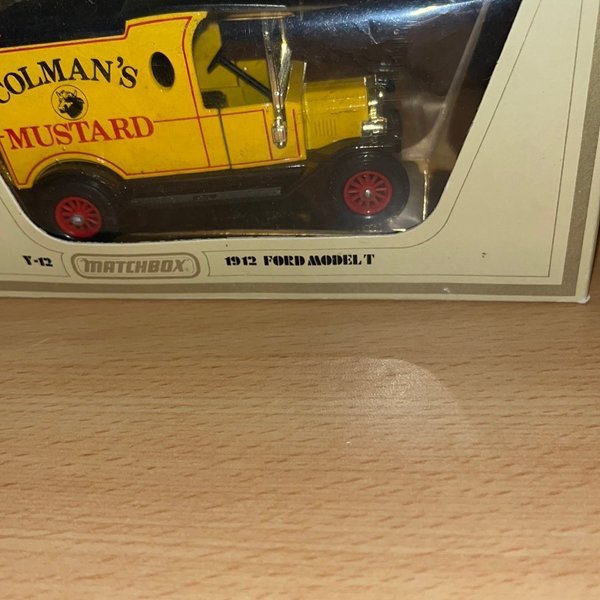 COLMAN'S
MUSTARD
Y-12 MATCHBOX 1912 FORD MODEL T